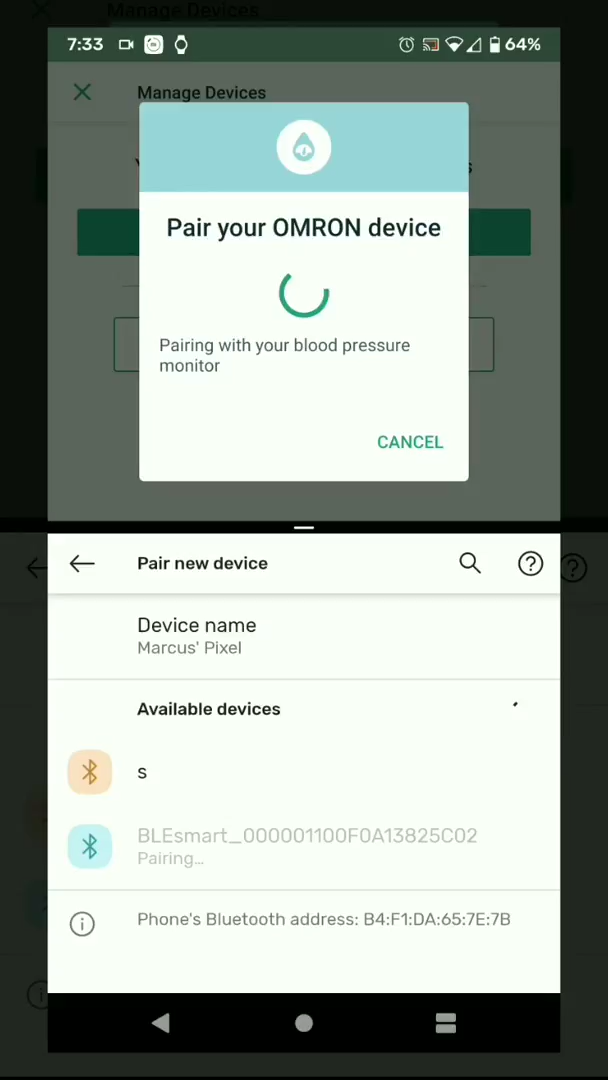 Manage Devices
7:33
64%
Manage Devices
Pair your OMRON device
Pairing with your blood pressure
monitor
CANCEL
Pair new device
Device name
Marcus' Pixel
Available devices
s
BLEsmart_000001100F0A13825C02
Pairing...
Phone's Bluetooth address: B4:F1:DA:65:7E:7B